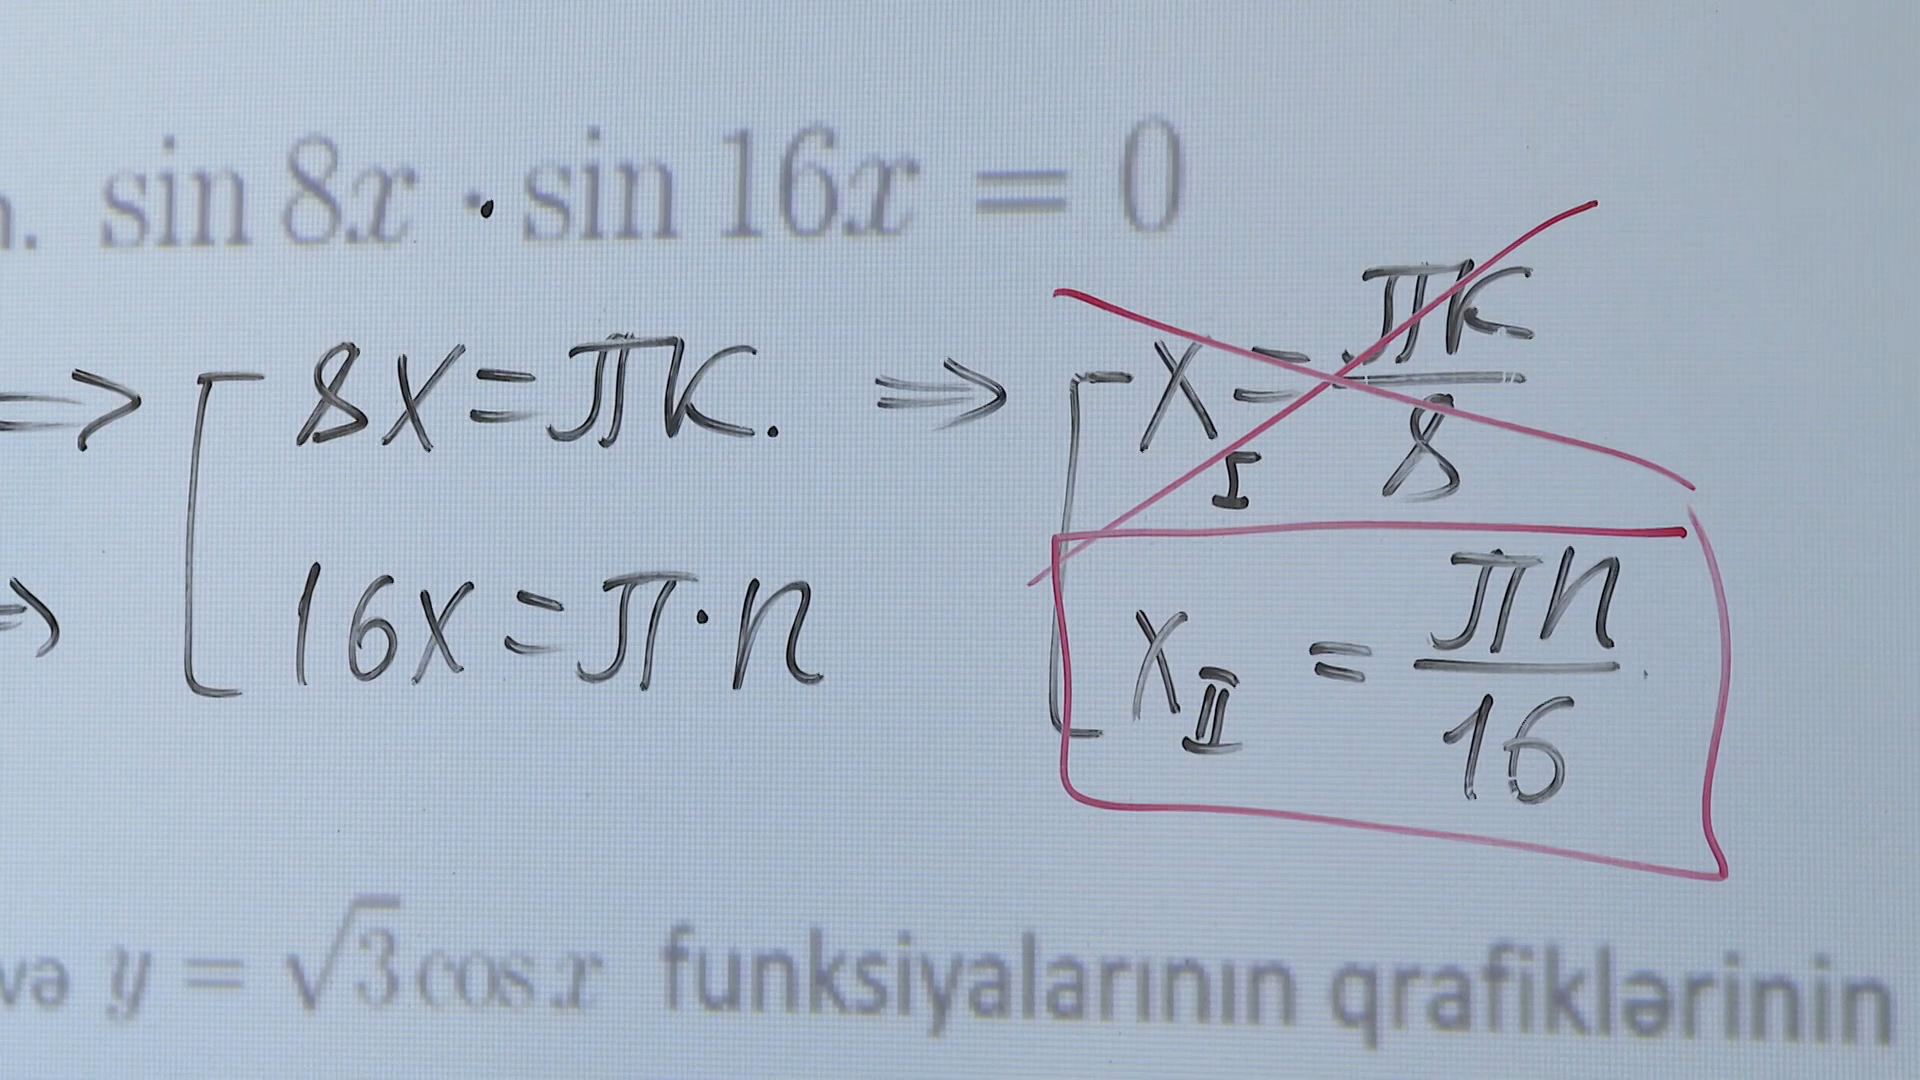 n. sin 8x · sin 16x = 0
⇒ [ 8x = πk. ⇒ [ x_I = πk/8
⇒ 16x = π·n x_II = πn/16
və y = √3 cos x funksiyalarının qrafiklərinin